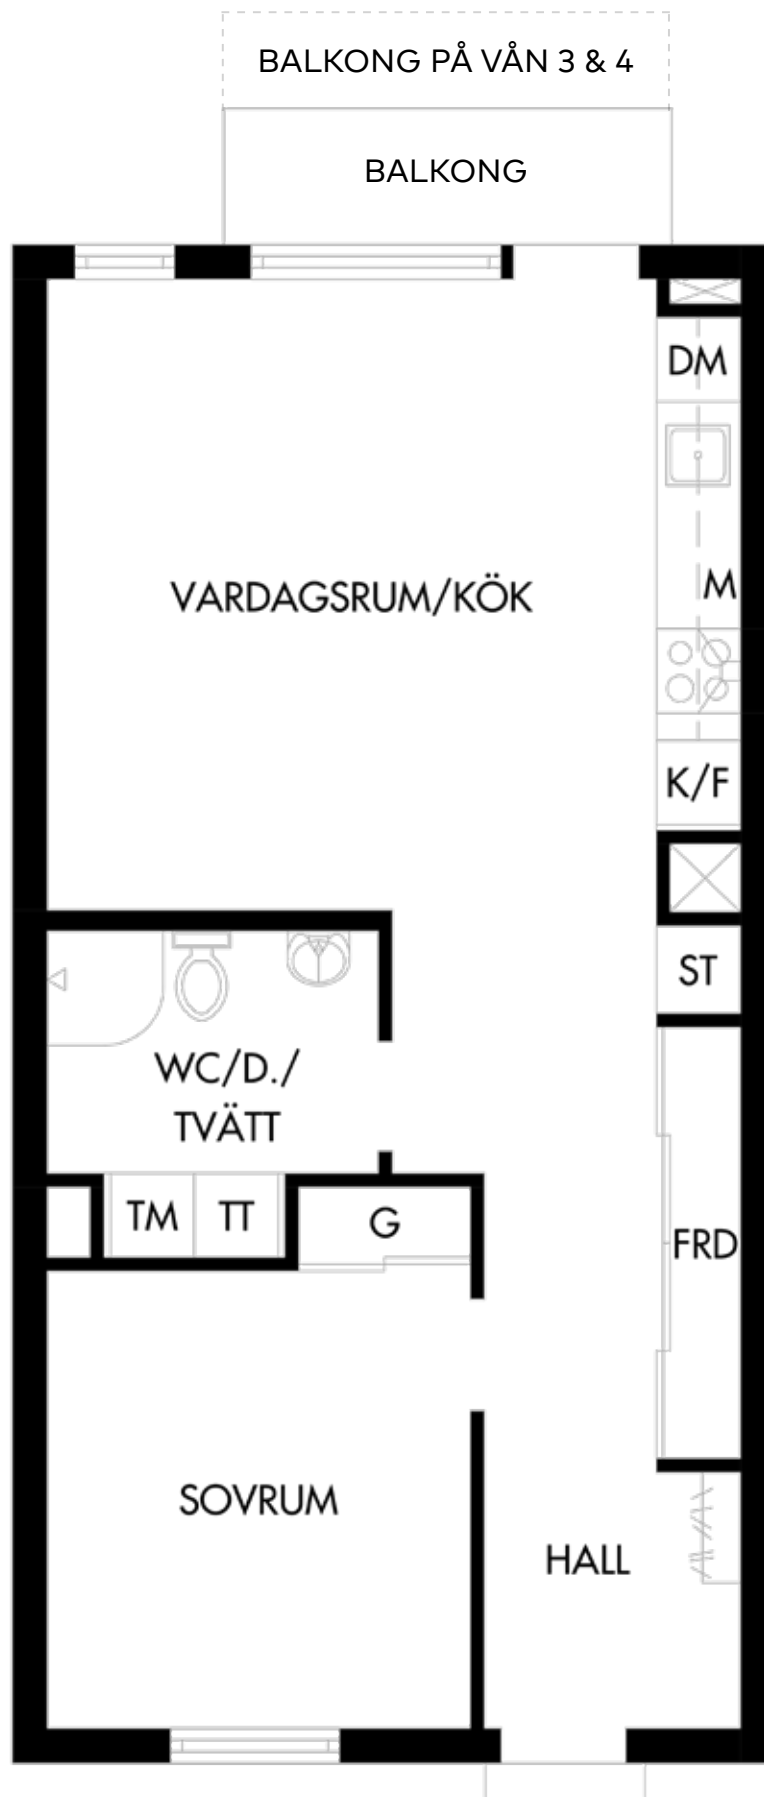 BALKONG PÅ VÅN 3 & 4
BALKONG
DM
VARDAGSRUM/KÖK
M
K/F
ST
WC/D./
TVÄTT
TM
TT
G
FRD
SOVRUM
HALL